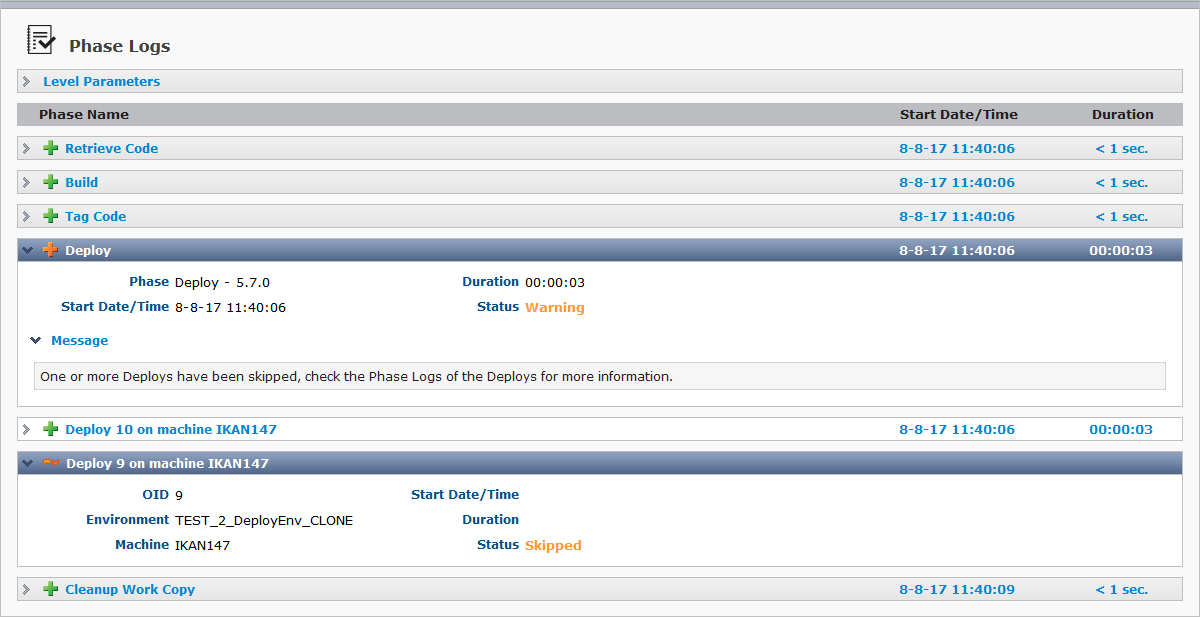 Phase Logs
Level Parameters
Phase Name Start Date/Time Duration
Retrieve Code 8-8-17 11:40:06 < 1 sec.
Build 8-8-17 11:40:06 < 1 sec.
Tag Code 8-8-17 11:40:06 < 1 sec.
Deploy 8-8-17 11:40:06 00:00:03
Phase Deploy - 5.7.0 Duration 00:00:03
Start Date/Time 8-8-17 11:40:06 Status Warning
Message
One or more Deploys have been skipped, check the Phase Logs of the Deploys for more information.
Deploy 10 on machine IKAN147 8-8-17 11:40:06 00:00:03
Deploy 9 on machine IKAN147
OID 9 Start Date/Time
Environment TEST_2_DeployEnv_CLONE Duration
Machine IKAN147 Status Skipped
Cleanup Work Copy 8-8-17 11:40:09 < 1 sec.